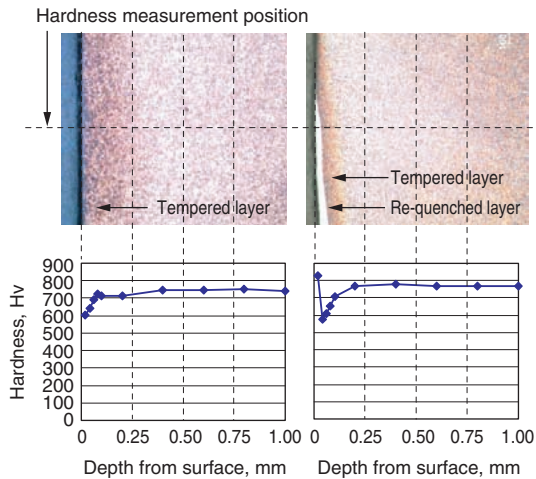 Hardness measurement position
Tempered layer
Tempered layer
Re-quenched layer
Hardness, Hv
900
800
700
600
500
400
300
200
100
0
0 0.25 0.50 0.75 1.00
0 0.25 0.50 0.75 1.00
Depth from surface, mm
Depth from surface, mm